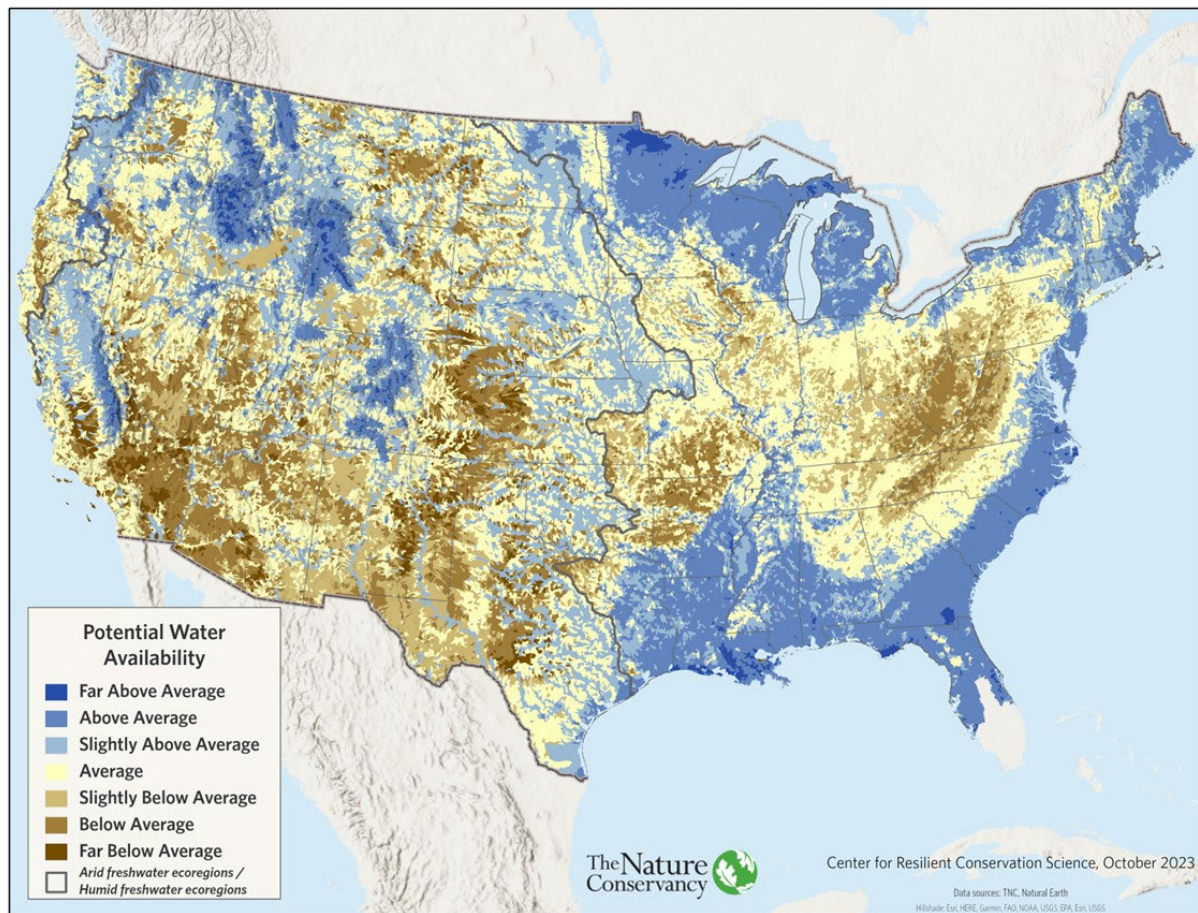 Potential Water
Availability
Far Above Average
Above Average
Slightly Above Average
Average
Slightly Below Average
Below Average
Far Below Average
Arid freshwater ecoregions /
Humid freshwater ecoregions
The Nature
Conservancy
Center for Resilient Conservation Science, October 2023
Data sources: TNC, Natural Earth
Hillshade: Esri, HERE, Garmin, FAO, NOAA, USGS, EPA, Esri, USGS